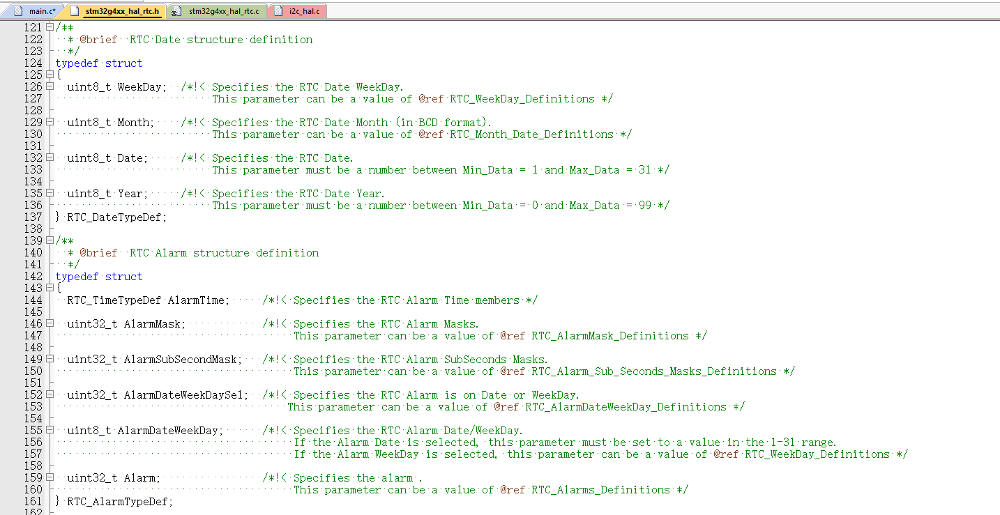 main.c*
stm32g4xx_hal_rtc.h
stm32g4xx_hal_rtc.c
i2c_hal.c
121 /**
122 * @brief RTC Date structure definition
123 */
124 typedef struct
125 {
126 uint8_t WeekDay; /*!< Specifies the RTC Date WeekDay.
127 This parameter can be a value of @ref RTC_WeekDay_Definitions */
128
129 uint8_t Month; /*!< Specifies the RTC Date Month (in BCD format).
130 This parameter can be a value of @ref RTC_Month_Date_Definitions */
131
132 uint8_t Date; /*!< Specifies the RTC Date.
133 This parameter must be a number between Min_Data = 1 and Max_Data = 31 */
134
135 uint8_t Year; /*!< Specifies the RTC Date Year.
136 This parameter must be a number between Min_Data = 0 and Max_Data = 99 */
137 } RTC_DateTypeDef;
138
139 /**
140 * @brief RTC Alarm structure definition
141 */
142 typedef struct
143 {
144 RTC_TimeTypeDef AlarmTime; /*!< Specifies the RTC Alarm Time members */
145
146 uint32_t AlarmMask; /*!< Specifies the RTC Alarm Masks.
147 This parameter can be a value of @ref RTC_AlarmMask_Definitions */
148
149 uint32_t AlarmSubSecondMask; /*!< Specifies the RTC Alarm SubSeconds Masks.
150 This parameter can be a value of @ref RTC_Alarm_Sub_Seconds_Masks_Definitions */
151
152 uint32_t AlarmDateWeekDaySel; /*!< Specifies the RTC Alarm is on Date or WeekDay.
153 This parameter can be a value of @ref RTC_AlarmDateWeekDay_Definitions */
154
155 uint8_t AlarmDateWeekDay; /*!< Specifies the RTC Alarm Date/WeekDay.
156 If the Alarm Date is selected, this parameter must be set to a value in the 1-31 range.
157 If the Alarm WeekDay is selected, this parameter can be a value of @ref RTC_WeekDay_Definitions */
158
159 uint32_t Alarm; /*!< Specifies the alarm .
160 This parameter can be a value of @ref RTC_Alarms_Definitions */
161 } RTC_AlarmTypeDef;
162